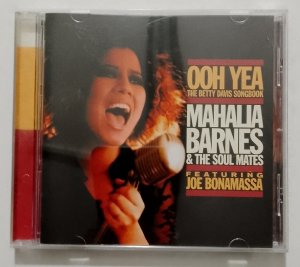 OOH YEA
THE BETTY DAVIS SONGBOOK
MAHALIA
BARNES
& THE SOUL MATES
FEATURING
JOE BONAMASSA